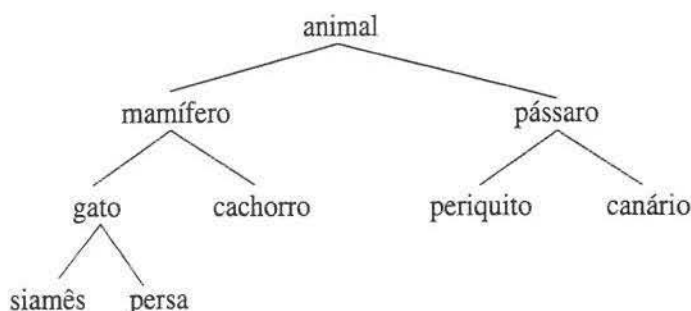 animal
mamífero pássaro
gato cachorro periquito canário
siamês persa